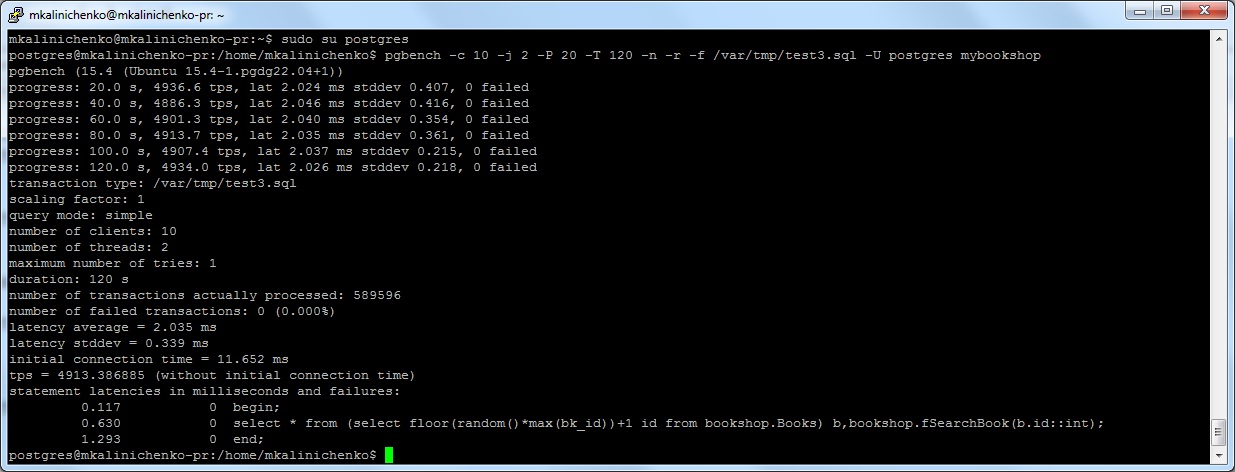 mkalinichenko@mkalinichenko-pr: ~
mkalinichenko@mkalinichenko-pr:~$ sudo su postgres
postgres@mkalinichenko-pr:/home/mkalinichenko$ pgbench -c 10 -j 2 -P 20 -T 120 -n -r -f /var/tmp/test3.sql -U postgres mybookshop
pgbench (15.4 (Ubuntu 15.4-1.pgdg22.04+1))
progress: 20.0 s, 4936.6 tps, lat 2.024 ms stddev 0.407, 0 failed
progress: 40.0 s, 4886.3 tps, lat 2.046 ms stddev 0.416, 0 failed
progress: 60.0 s, 4901.3 tps, lat 2.040 ms stddev 0.354, 0 failed
progress: 80.0 s, 4913.7 tps, lat 2.035 ms stddev 0.361, 0 failed
progress: 100.0 s, 4907.4 tps, lat 2.037 ms stddev 0.215, 0 failed
progress: 120.0 s, 4934.0 tps, lat 2.026 ms stddev 0.218, 0 failed
transaction type: /var/tmp/test3.sql
scaling factor: 1
query mode: simple
number of clients: 10
number of threads: 2
maximum number of tries: 1
duration: 120 s
number of transactions actually processed: 589596
number of failed transactions: 0 (0.000%)
latency average = 2.035 ms
latency stddev = 0.339 ms
initial connection time = 11.652 ms
tps = 4913.386885 (without initial connection time)
statement latencies in milliseconds and failures:
0.117 0 begin;
0.630 0 select * from (select floor(random()*max(bk_id))+1 id from bookshop.Books) b,bookshop.fSearchBook(b.id::int);
1.293 0 end;
postgres@mkalinichenko-pr:/home/mkalinichenko$